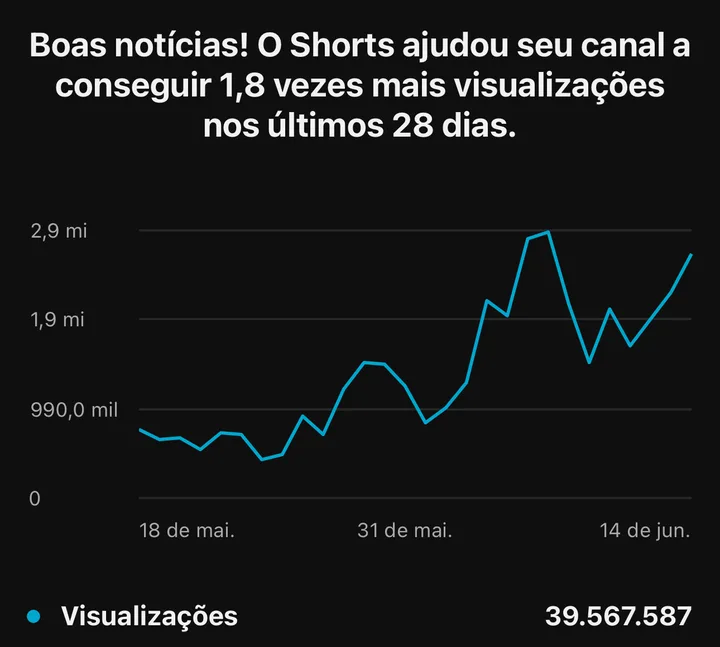 Boas notícias! O Shorts ajudou seu canal a
conseguir 1,8 vezes mais visualizações
nos últimos 28 dias.
2,9 mi
1,9 mi
990,0 mil
0
18 de mai.
31 de mai.
14 de jun.
Visualizações
39.567.587